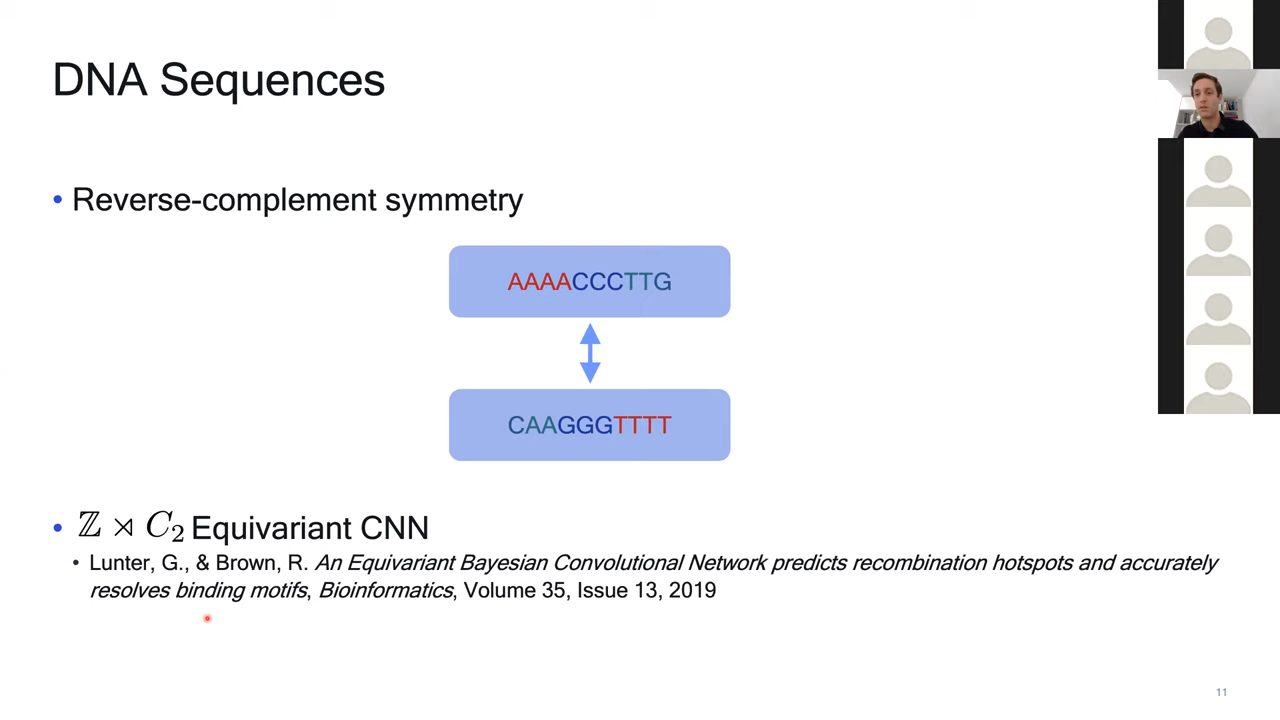 DNA Sequences
• Reverse-complement symmetry
AAAACCCTTG
CAAGGGTTTT
• ℤ ⋊ C₂ Equivariant CNN
• Lunter, G., & Brown, R. An Equivariant Bayesian Convolutional Network predicts recombination hotspots and accurately
resolves binding motifs, Bioinformatics, Volume 35, Issue 13, 2019
11